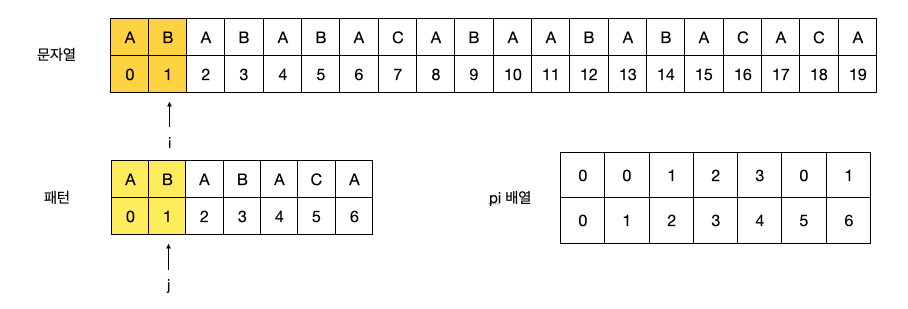 문자열
A B A B A B A C A B A A B A B A C A C A
0 1 2 3 4 5 6 7 8 9 10 11 12 13 14 15 16 17 18 19
i
패턴
A B A B A C A
0 1 2 3 4 5 6
j
pi 배열
0 0 1 2 3 0 1
0 1 2 3 4 5 6